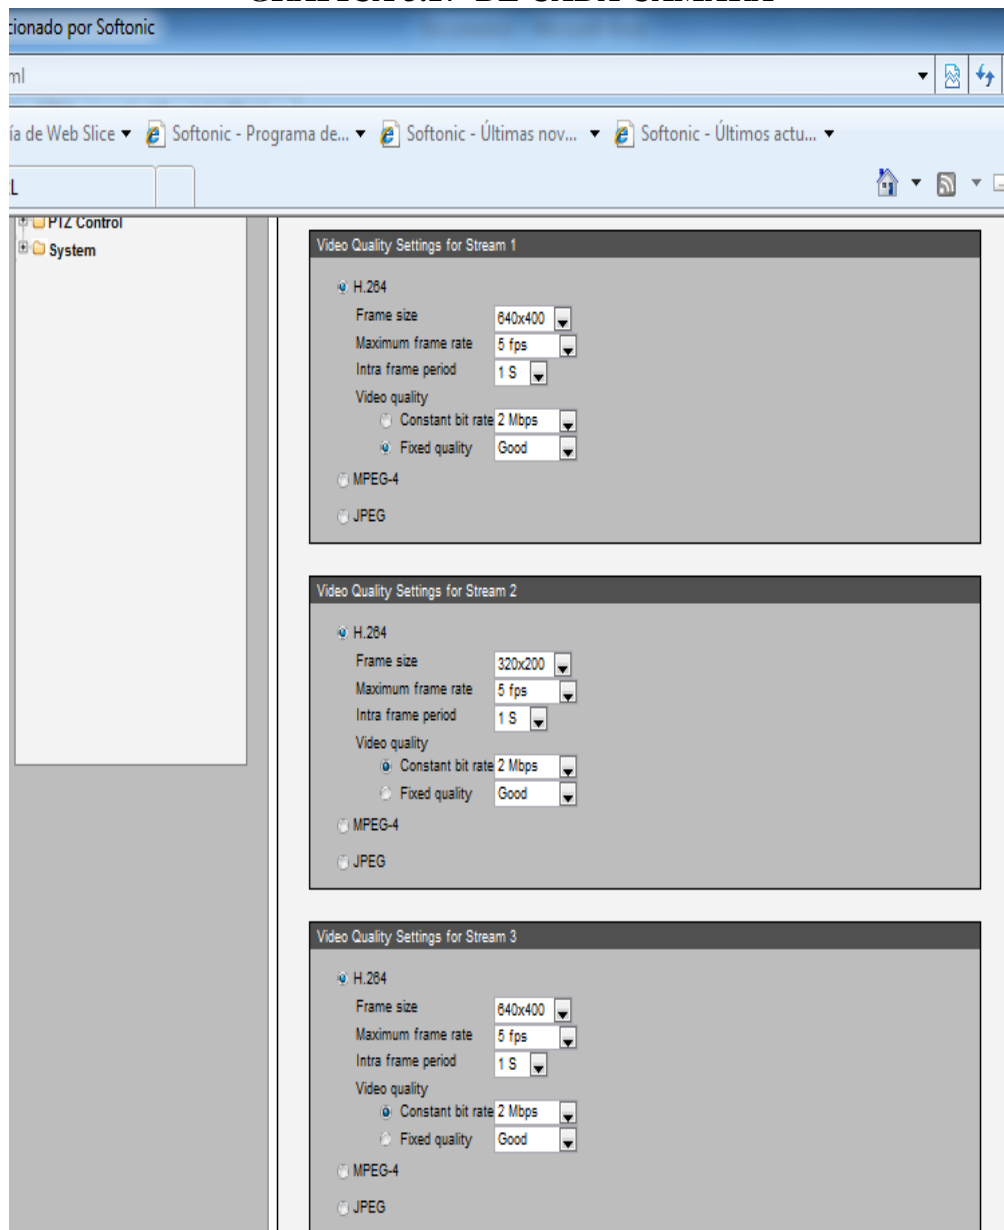 cionado por Softonic
ml
ía de Web Slice Softonic - Programa de... Softonic - Últimas nov... Softonic - Últimos actu...
L
PTZ Control
System
Video Quality Settings for Stream 1
H.264
Frame size 640x400
Maximum frame rate 5 fps
Intra frame period 1 S
Video quality
Constant bit rate 2 Mbps
Fixed quality Good
MPEG-4
JPEG
Video Quality Settings for Stream 2
H.264
Frame size 320x200
Maximum frame rate 5 fps
Intra frame period 1 S
Video quality
Constant bit rate 2 Mbps
Fixed quality Good
MPEG-4
JPEG
Video Quality Settings for Stream 3
H.264
Frame size 640x400
Maximum frame rate 5 fps
Intra frame period 1 S
Video quality
Constant bit rate 2 Mbps
Fixed quality Good
MPEG-4
JPEG